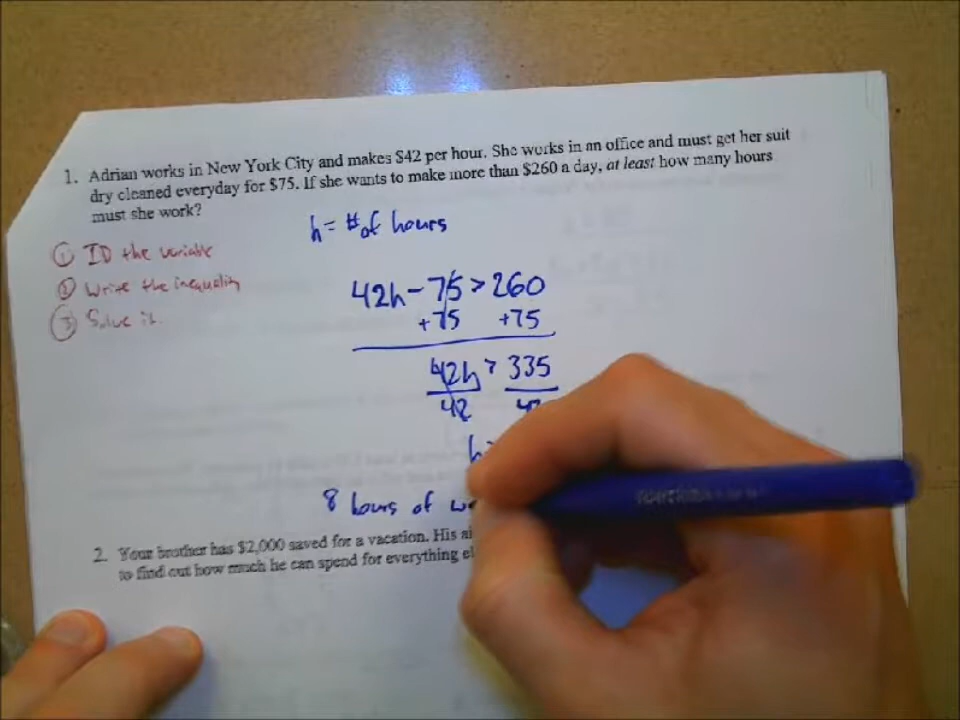 1. Adrian works in New York City and makes $42 per hour. She works in an office and must get her suit
dry cleaned everyday for $75. If she wants to make more than $260 a day, at least how many hours
must she work?
h = # of hours
① ID the variable
② Write the inequality
③ Solve it.
42h - 75 > 260
+75 +75
42h > 335
42 42
h >
8 hours of
2. Your brother has $2,000 saved for a vacation. His
to find out how much he can spend for everything